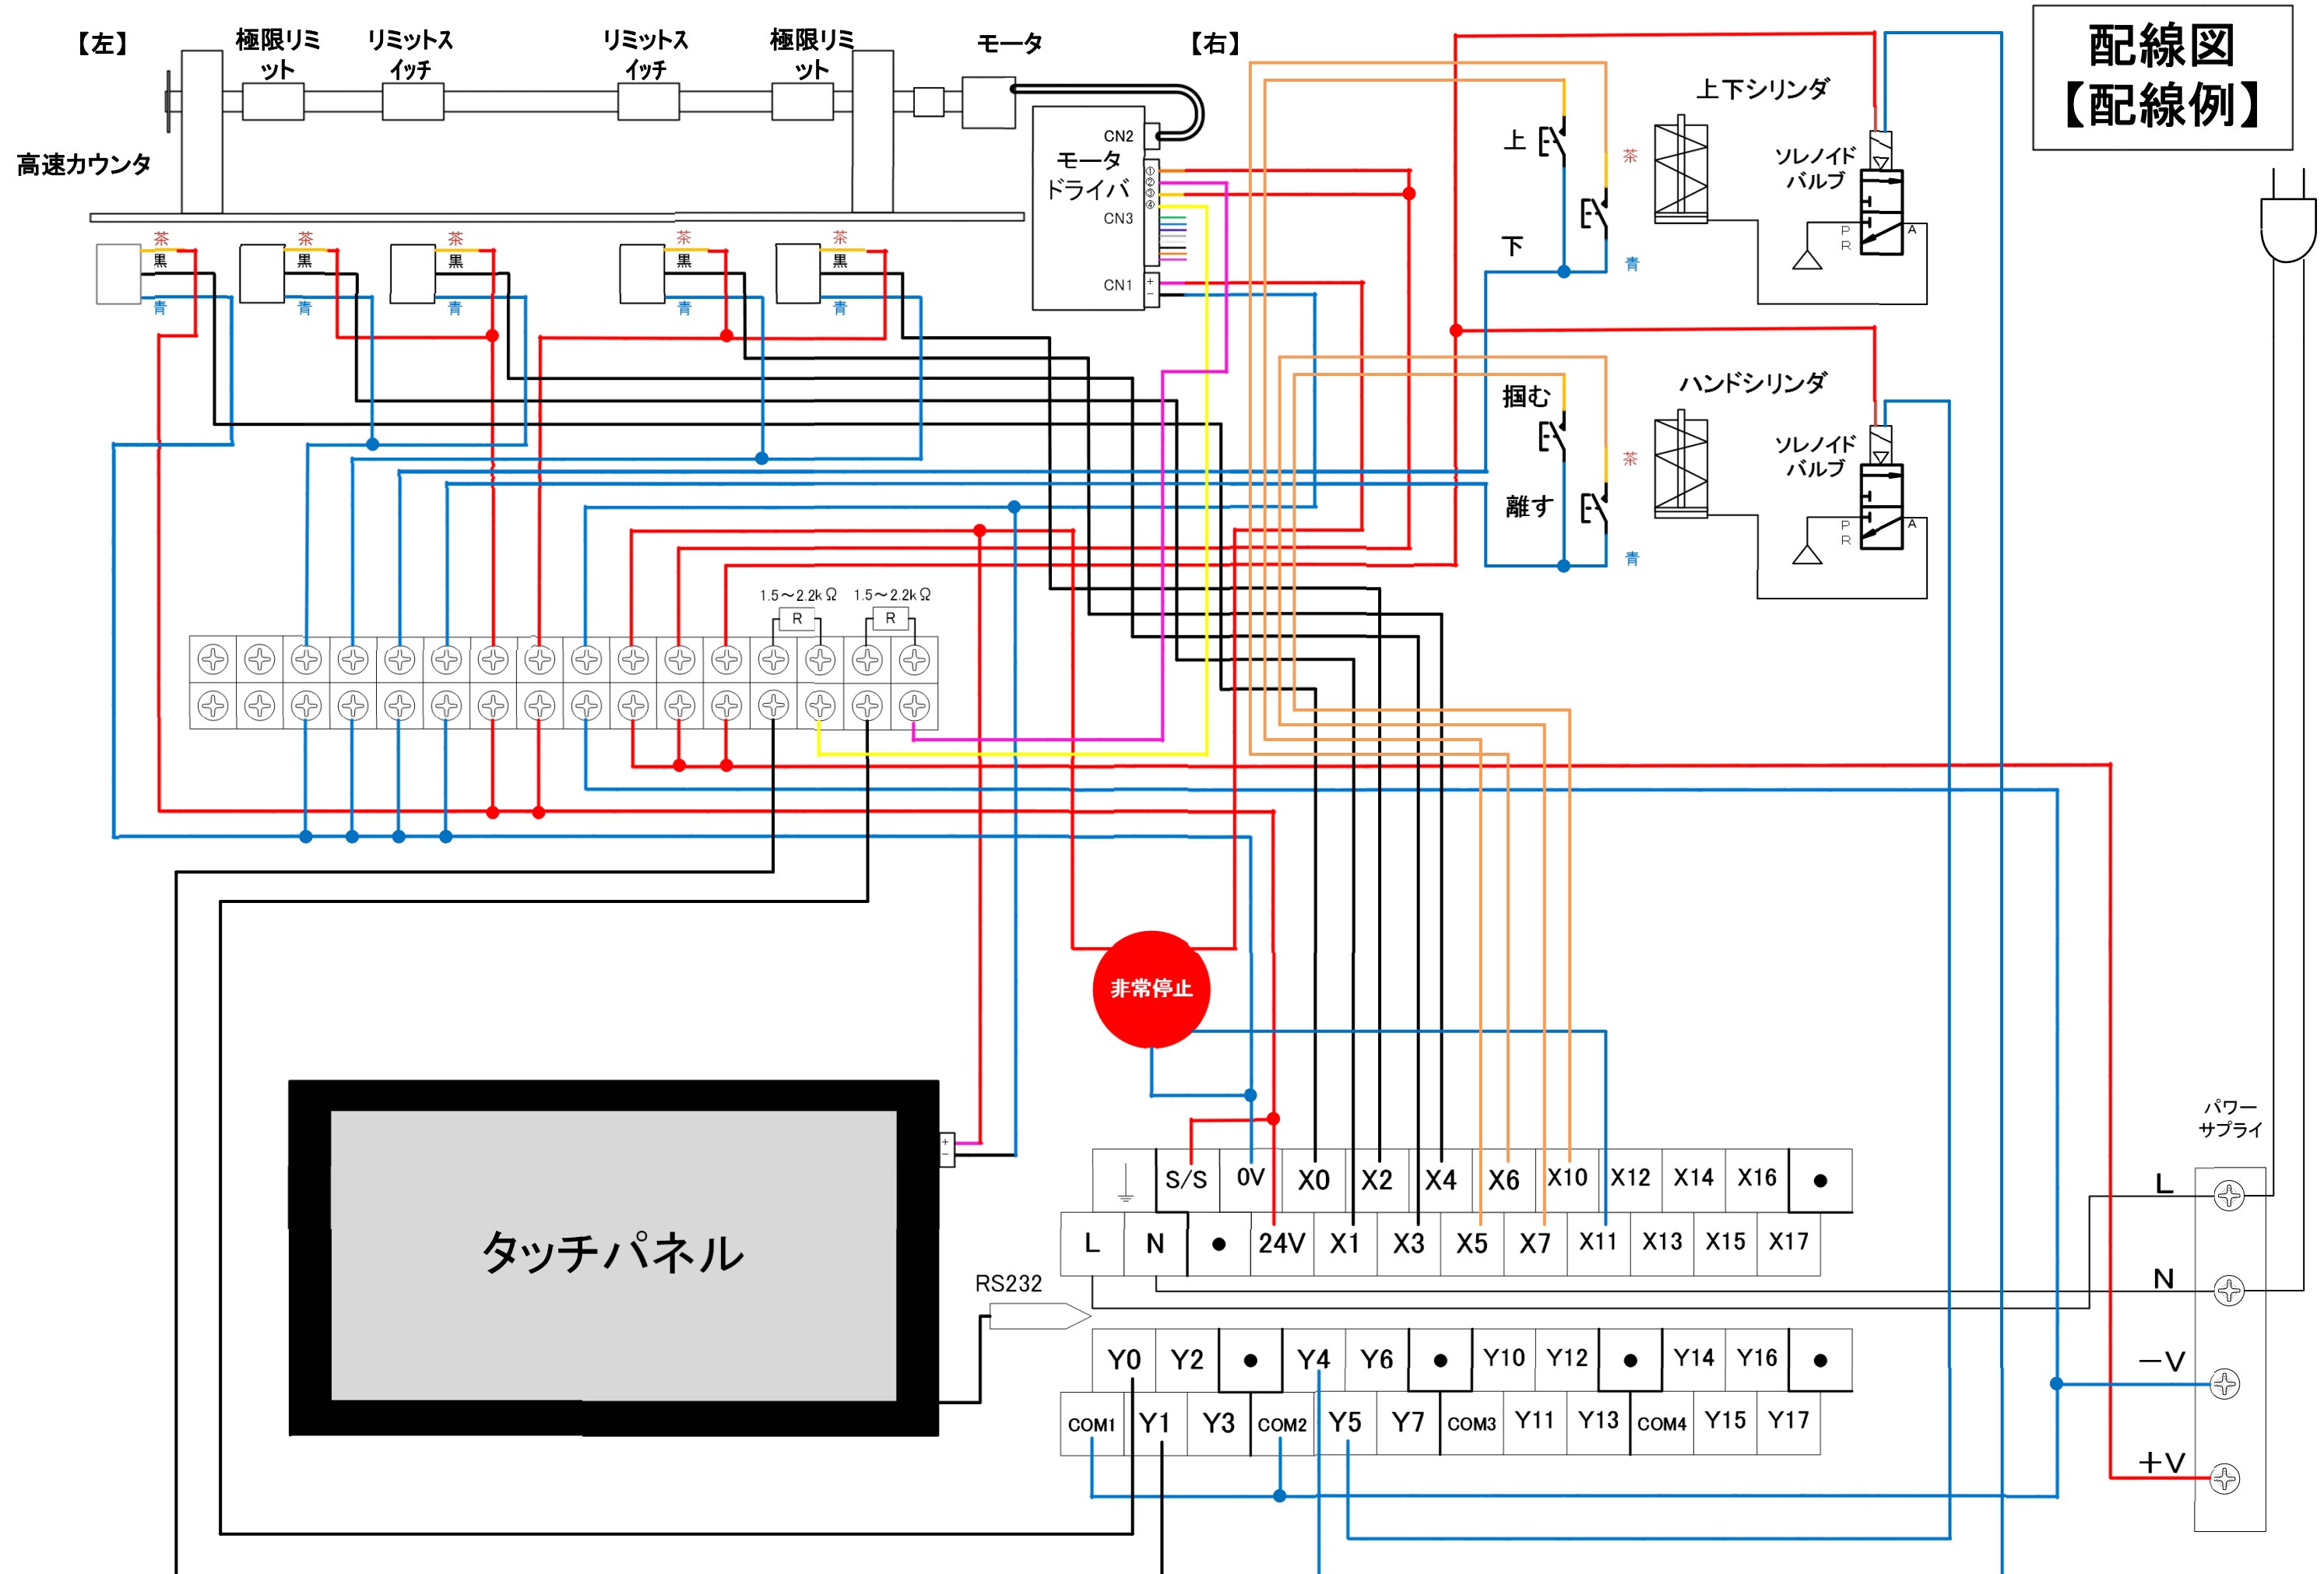 配線図
【配線例】
【左】
極限リミ
ット
リミットス
イッチ
リミットス
イッチ
極限リミ
ット
モータ
【右】
高速カウンタ
CN2
モータ
ドライバ
①
②
③
④
CN3
CN1
+
−
茶
黒
青
茶
黒
青
茶
黒
青
茶
黒
青
茶
黒
青
上
下
茶
青
上下シリンダ
ソレノイド
バルブ
P
R
A
掴む
離す
茶
青
ハンドシリンダ
ソレノイド
バルブ
P
R
A
1.5～2.2kΩ
1.5～2.2kΩ
R
R
非常停止
タッチパネル
+
−
RS232
S/S
0V
X0
X2
X4
X6
X10
X12
X14
X16
●
L
N
●
24V
X1
X3
X5
X7
X11
X13
X15
X17
Y0
Y2
●
Y4
Y6
●
Y10
Y12
●
Y14
Y16
●
COM1
Y1
Y3
COM2
Y5
Y7
COM3
Y11
Y13
COM4
Y15
Y17
パワー
サプライ
L
N
−V
＋V